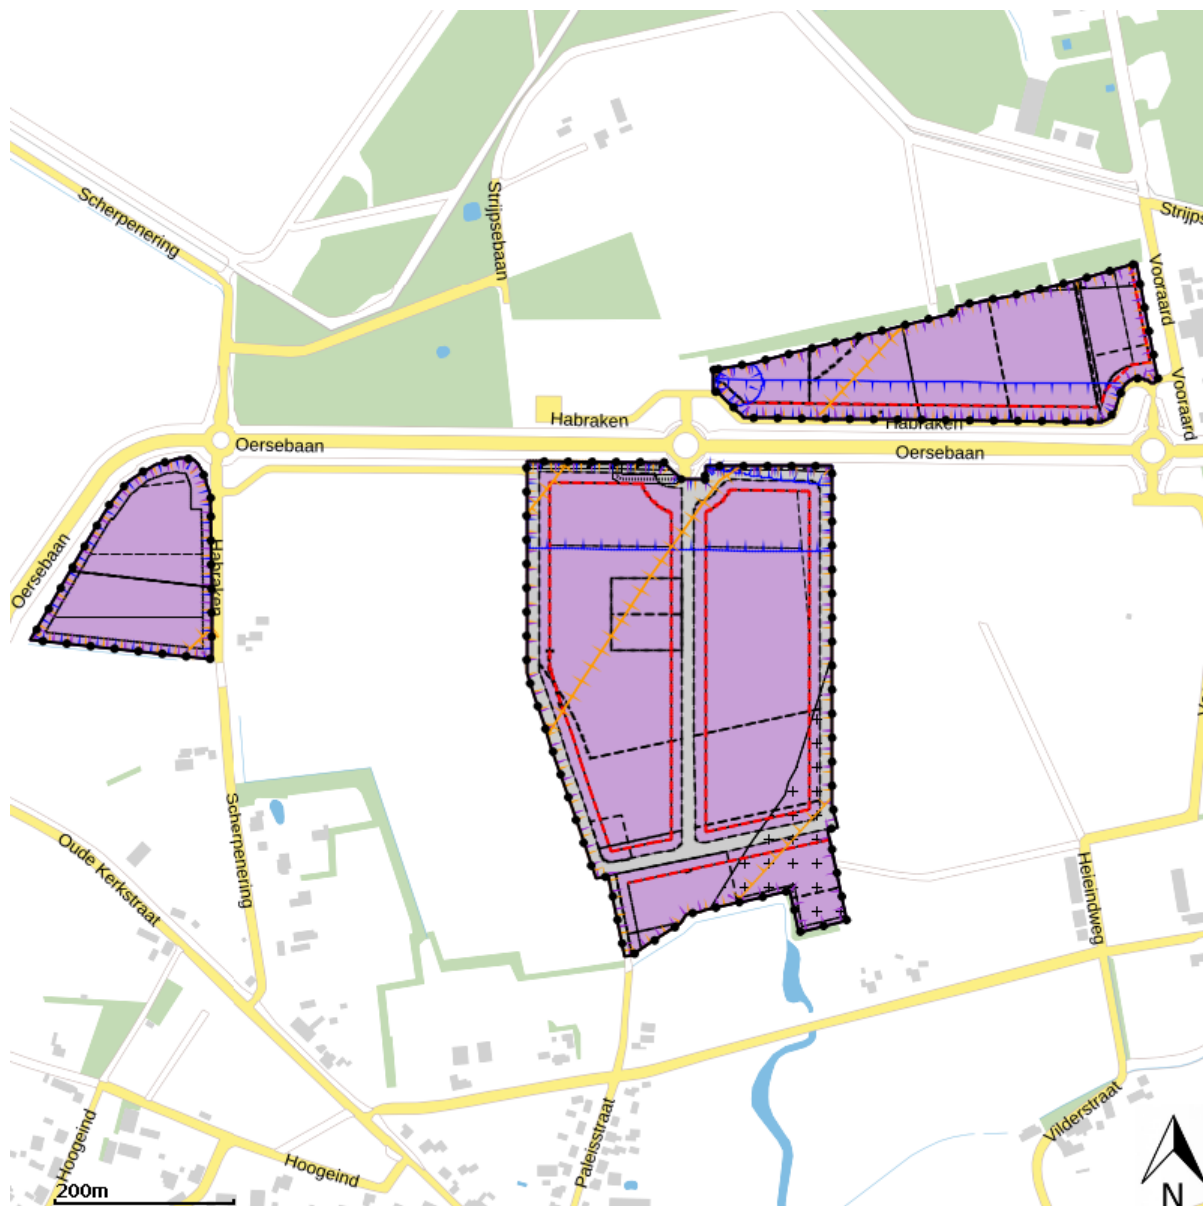 Scherpenering
Strijpsebaan
Strijps
Vooraard
Vooraard
Habraken
Habraken
Oersebaan
Oersebaan
Oersebaan
Habraken
Scherpenering
Oude Kerkstraat
Heieindweg
Vilderstraat
Hoogeind
Hoogeind
Paleisstraat
200m
N